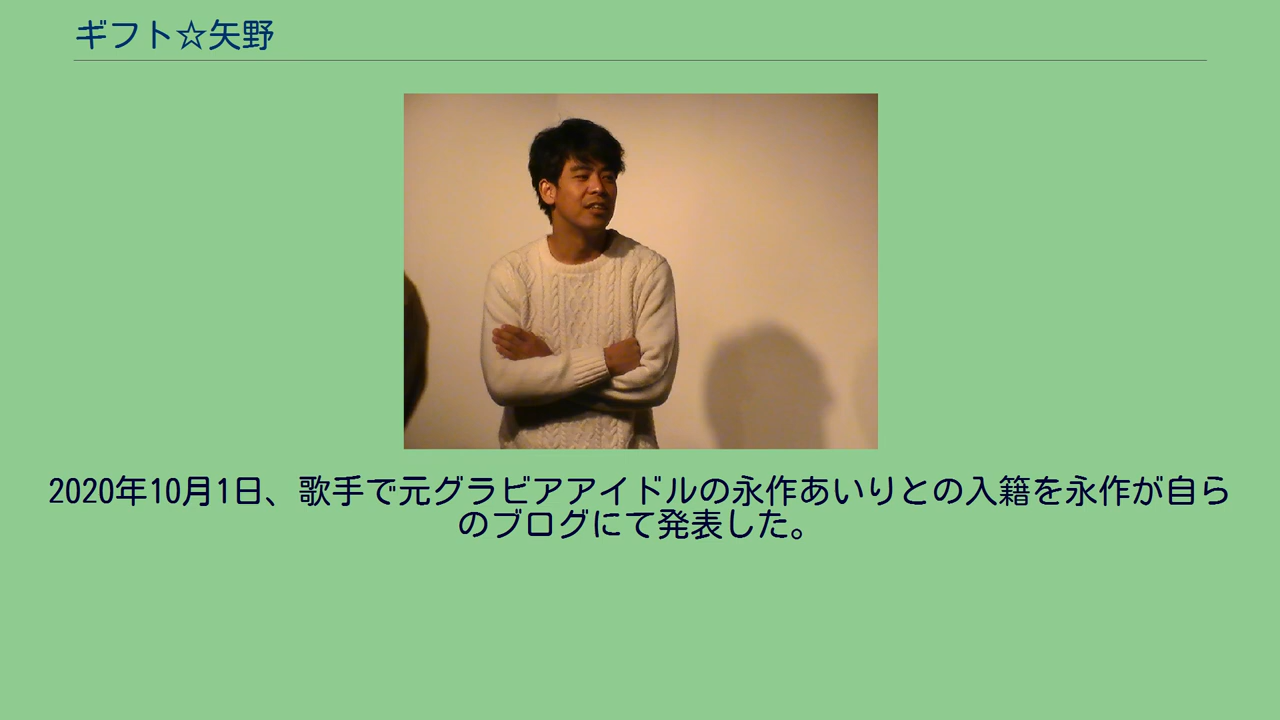 ギフト☆矢野
2020年10月1日、歌手で元グラビアアイドルの永作あいりとの入籍を永作が自ら
のブログにて発表した。